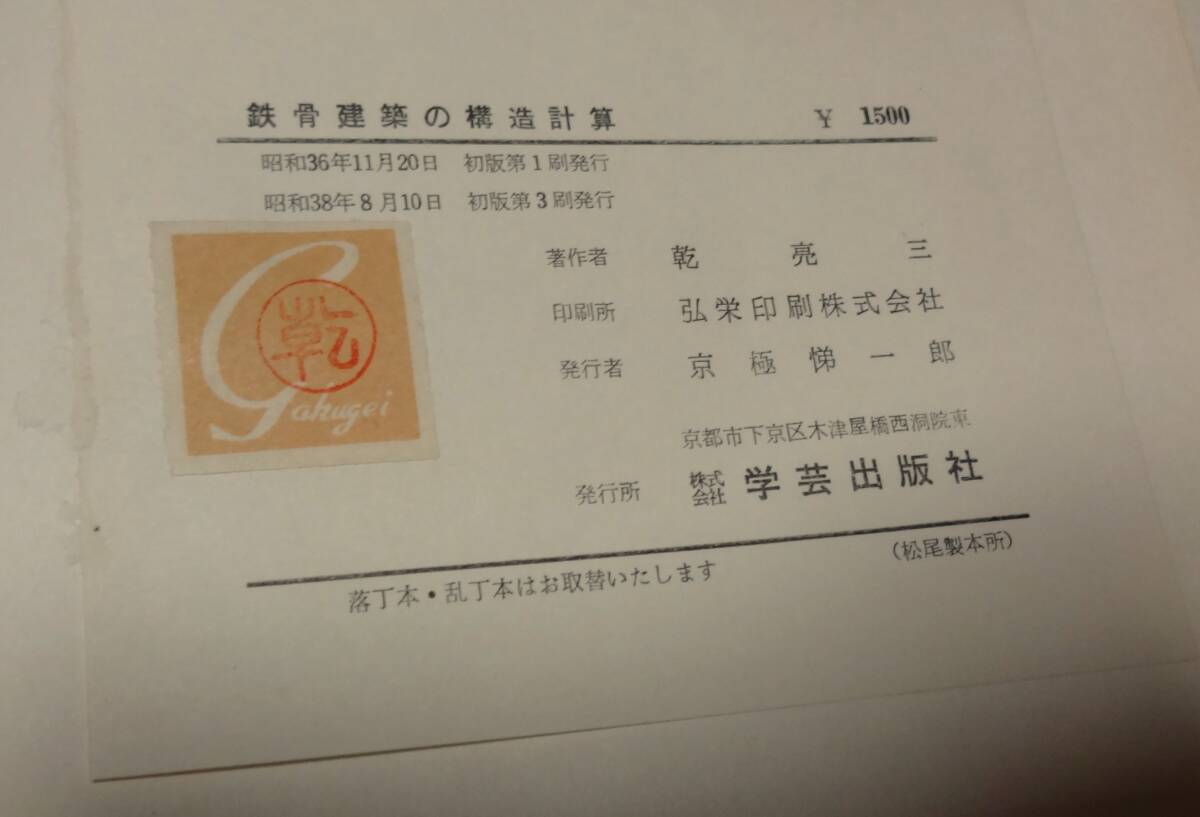 鉄骨建築の構造計算 ¥ 1500
昭和36年11月20日 初版第1刷発行
昭和38年8月10日 初版第3刷発行
著作者 乾亮三
印刷所 弘栄印刷株式会社
発行者 京極悌一郎
乾
Gakugei
京都市下京区木津屋橋西洞院東
発行所 株式会社 学芸出版社
(松尾製本所)
落丁本・乱丁本はお取替いたします